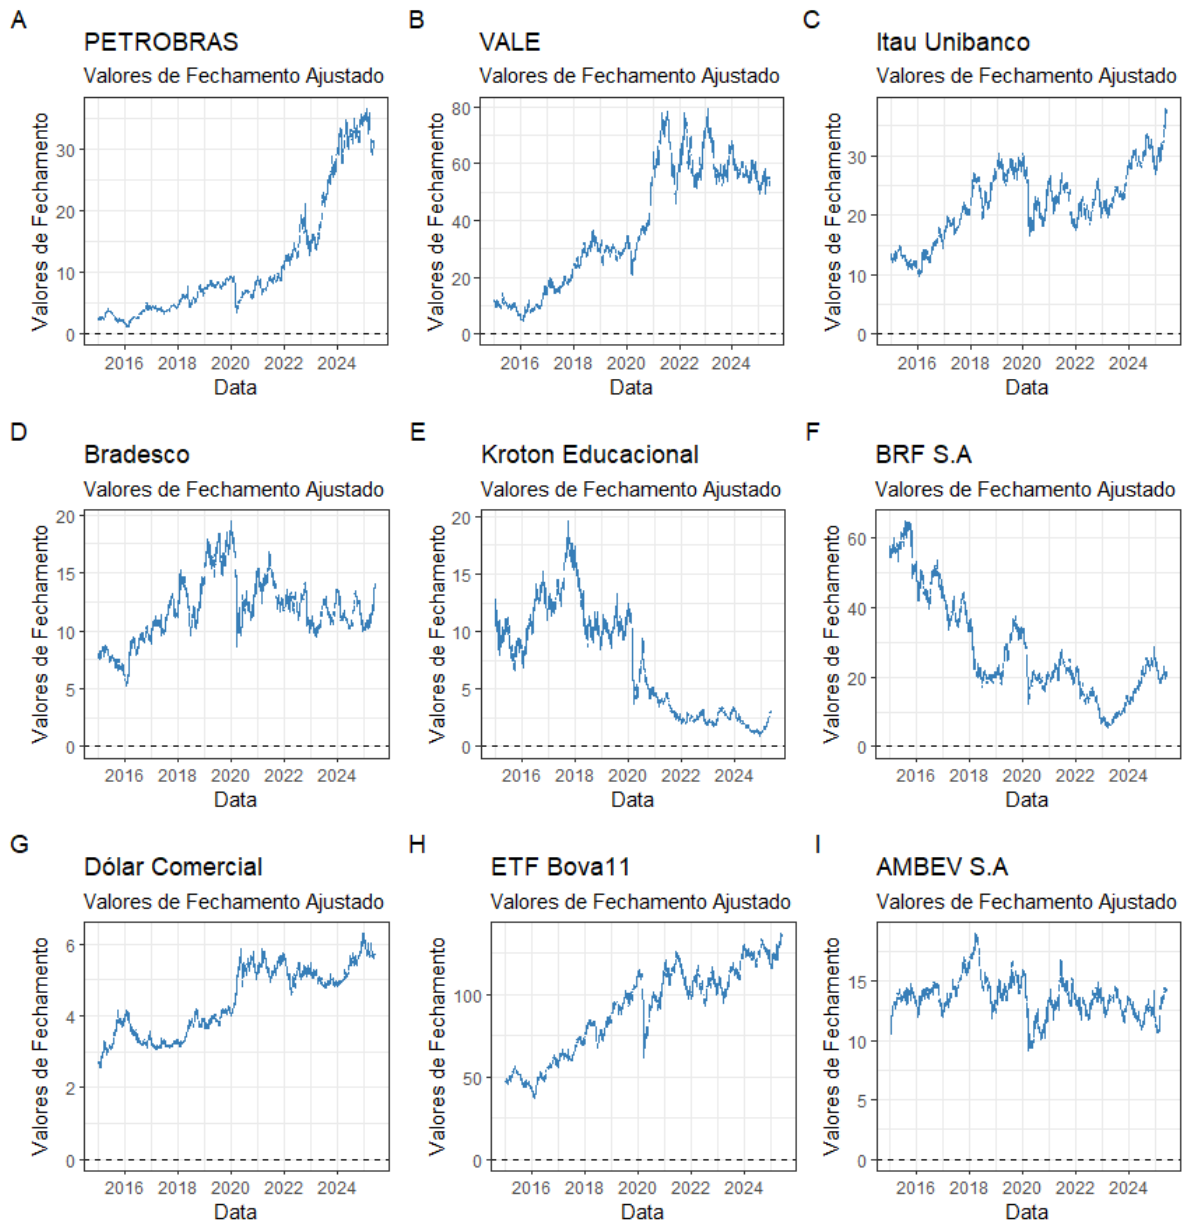 A
PETROBRAS
Valores de Fechamento Ajustado
Valores de Fechamento
30
20
10
0
2016 2018 2020 2022 2024
Data
B
VALE
Valores de Fechamento Ajustado
Valores de Fechamento
80
60
40
20
0
2016 2018 2020 2022 2024
Data
C
Itau Unibanco
Valores de Fechamento Ajustado
Valores de Fechamento
30
20
10
0
2016 2018 2020 2022 2024
Data
D
Bradesco
Valores de Fechamento Ajustado
Valores de Fechamento
20
15
10
5
0
2016 2018 2020 2022 2024
Data
E
Kroton Educacional
Valores de Fechamento Ajustado
Valores de Fechamento
20
15
10
5
0
2016 2018 2020 2022 2024
Data
F
BRF S.A
Valores de Fechamento Ajustado
Valores de Fechamento
60
40
20
0
2016 2018 2020 2022 2024
Data
G
Dólar Comercial
Valores de Fechamento Ajustado
Valores de Fechamento
6
4
2
0
2016 2018 2020 2022 2024
Data
H
ETF Bova11
Valores de Fechamento Ajustado
Valores de Fechamento
100
50
0
2016 2018 2020 2022 2024
Data
I
AMBEV S.A
Valores de Fechamento Ajustado
Valores de Fechamento
15
10
5
0
2016 2018 2020 2022 2024
Data